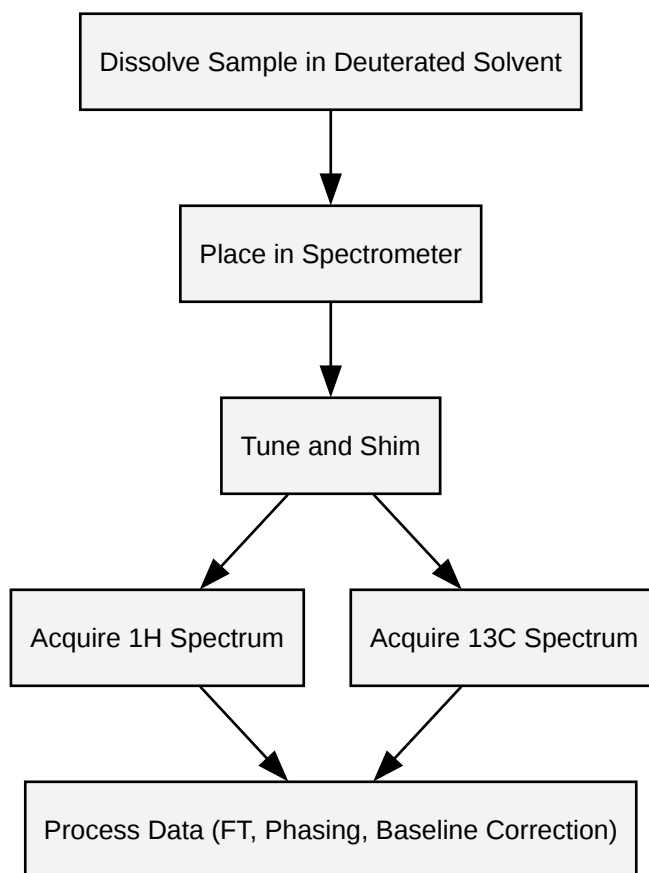 Dissolve Sample in Deuterated Solvent
Place in Spectrometer
Tune and Shim
Acquire 1H Spectrum
Acquire 13C Spectrum
Process Data (FT, Phasing, Baseline Correction)